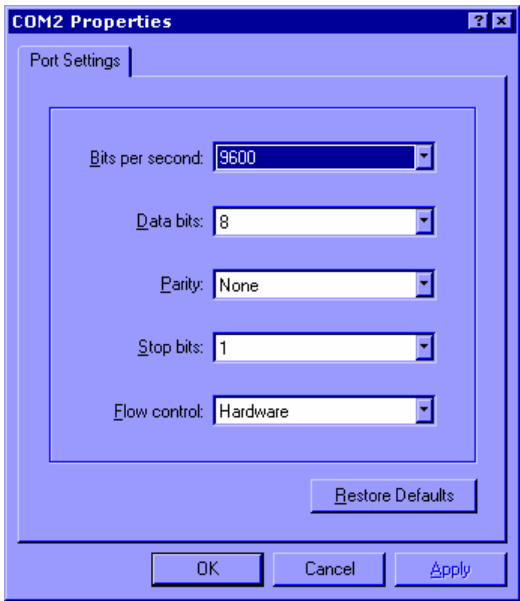 COM2 Properties
Port Settings
Bits per second: 9600
Data bits: 8
Parity: None
Stop bits: 1
Flow control: Hardware
Restore Defaults
OK Cancel Apply